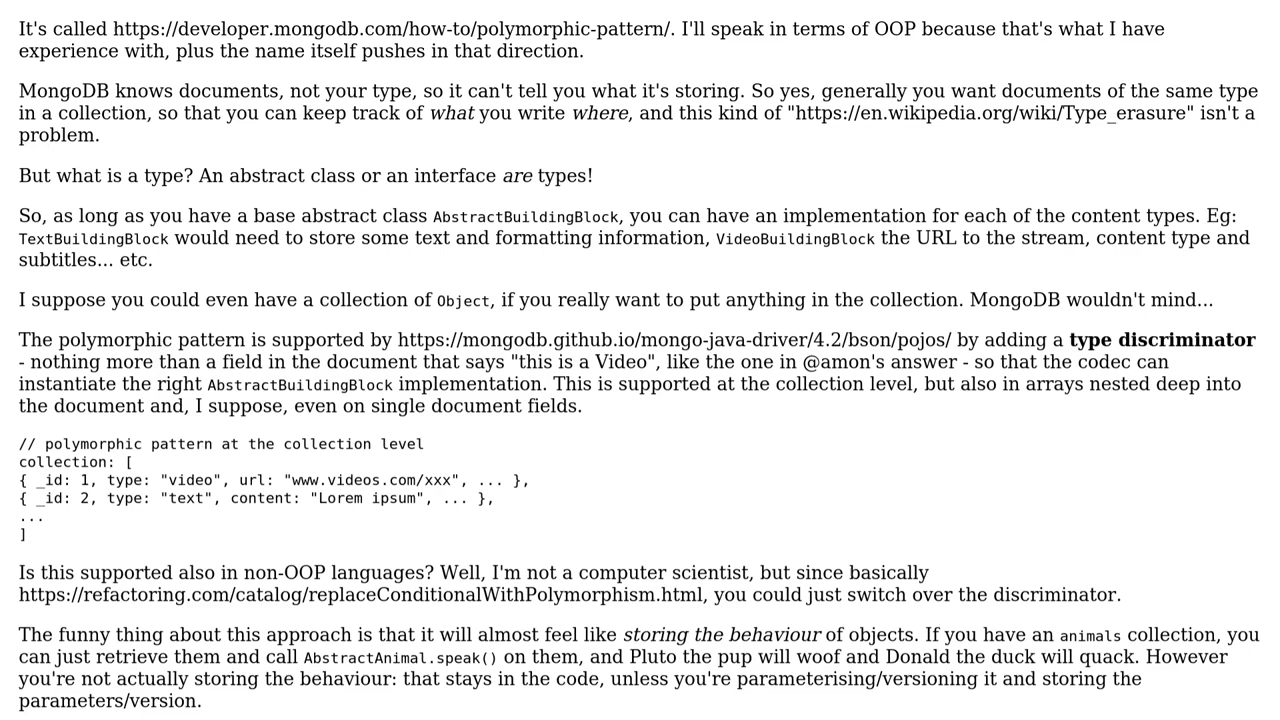 It's called https://developer.mongodb.com/how-to/polymorphic-pattern/. I'll speak in terms of OOP because that's what I have
experience with, plus the name itself pushes in that direction.
MongoDB knows documents, not your type, so it can't tell you what it's storing. So yes, generally you want documents of the same type
in a collection, so that you can keep track of what you write where, and this kind of "https://en.wikipedia.org/wiki/Type_erasure" isn't a
problem.
But what is a type? An abstract class or an interface are types!
So, as long as you have a base abstract class AbstractBuildingBlock, you can have an implementation for each of the content types. Eg:
TextBuildingBlock would need to store some text and formatting information, VideoBuildingBlock the URL to the stream, content type and
subtitles... etc.
I suppose you could even have a collection of Object, if you really want to put anything in the collection. MongoDB wouldn't mind...
The polymorphic pattern is supported by https://mongodb.github.io/mongo-java-driver/4.2/bson/pojos/ by adding a type discriminator
- nothing more than a field in the document that says "this is a Video", like the one in @amon's answer - so that the codec can
instantiate the right AbstractBuildingBlock implementation. This is supported at the collection level, but also in arrays nested deep into
the document and, I suppose, even on single document fields.
// polymorphic pattern at the collection level
collection: [
{ _id: 1, type: "video", url: "www.videos.com/xxx", ... },
{ _id: 2, type: "text", content: "Lorem ipsum", ... },
...
]
Is this supported also in non-OOP languages? Well, I'm not a computer scientist, but since basically
https://refactoring.com/catalog/replaceConditionalWithPolymorphism.html, you could just switch over the discriminator.
The funny thing about this approach is that it will almost feel like storing the behaviour of objects. If you have an animals collection, you
can just retrieve them and call AbstractAnimal.speak() on them, and Pluto the pup will woof and Donald the duck will quack. However
you're not actually storing the behaviour: that stays in the code, unless you're parameterising/versioning it and storing the
parameters/version.